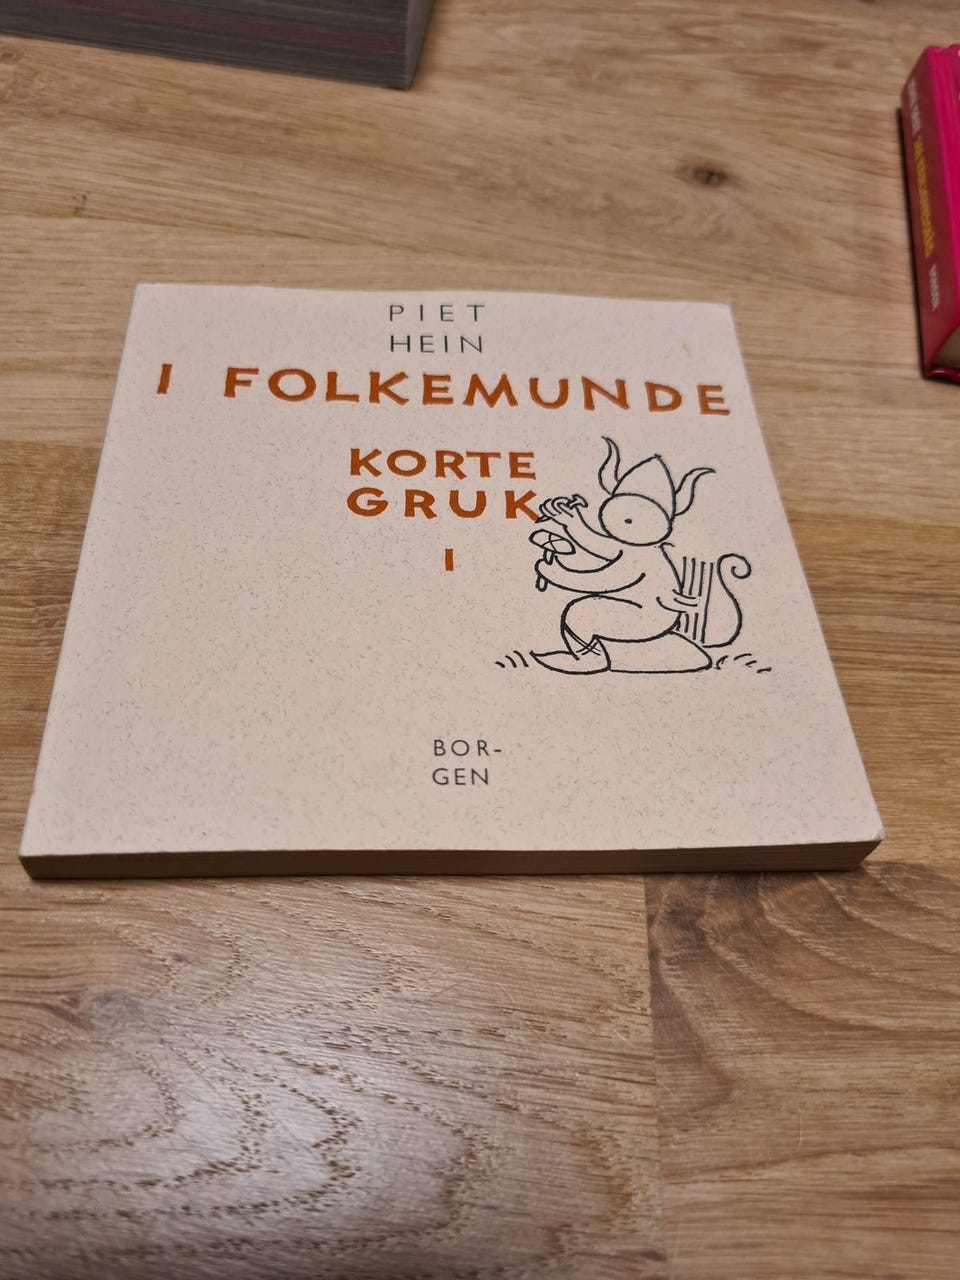 PIET
HEIN
I FOLKEMUNDE
KORTE
GRUK
I
BOR-
GEN